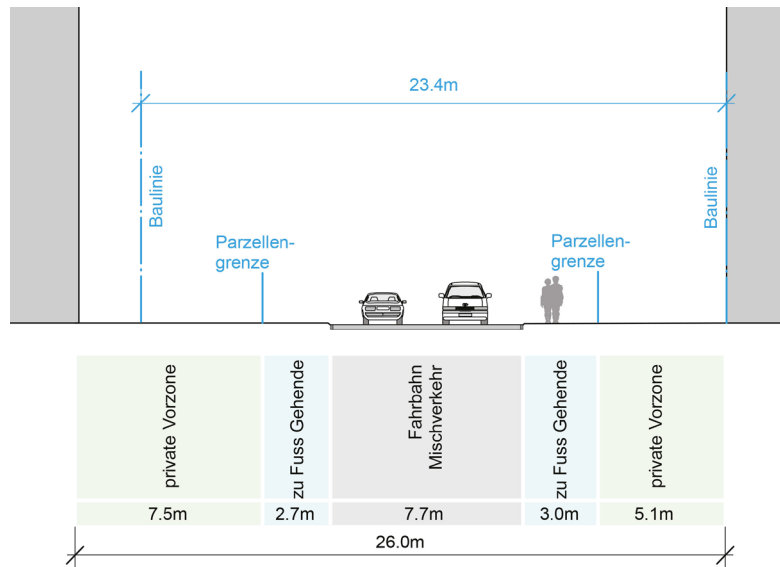 23.4m
Baulinie
Baulinie
Parzellen-
grenze
Parzellen-
grenze
private Vorzone
zu Fuss Gehende
Fahrbahn
Mischverkehr
zu Fuss Gehende
private Vorzone
7.5m
2.7m
7.7m
3.0m
5.1m
26.0m